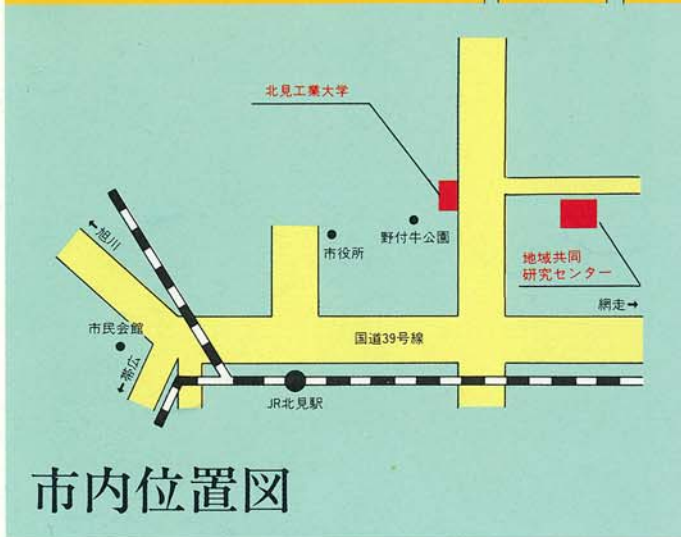 北見工業大学
←旭川
市役所
野付牛公園
地域共同
研究センター
網走→
市民会館
国道39号線
←帯広
JR北見駅
市内位置図